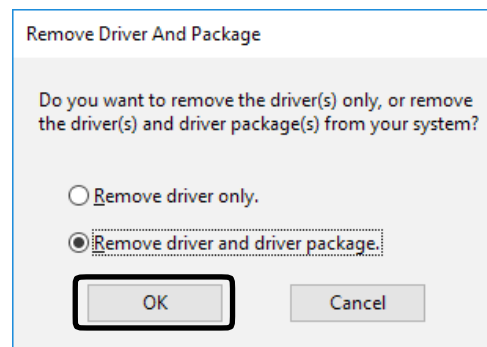 Remove Driver And Package
Do you want to remove the driver(s) only, or remove
the driver(s) and driver package(s) from your system?
Remove driver only.
Remove driver and driver package.
OK
Cancel